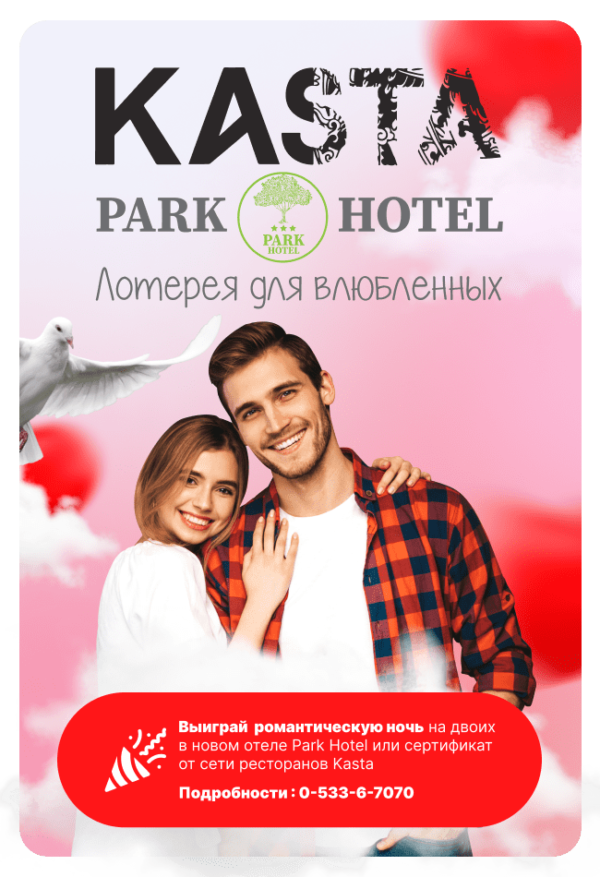 KASTA
PARK HOTEL
PARK
HOTEL
Лотерея для влюбленных
Выиграй романтическую ночь на двоих
в новом отеле Park Hotel или сертификат
от сети ресторанов Kasta
Подробности : 0-533-6-7070